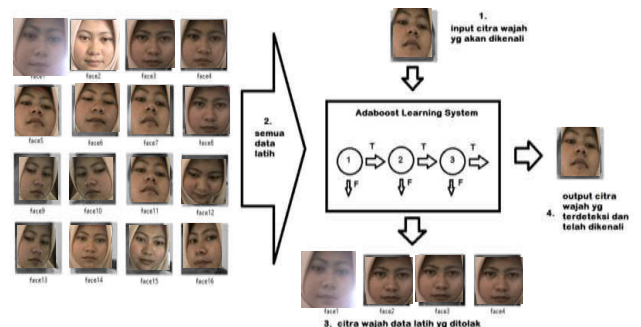 face1
face2
face3
face4
face5
face6
face7
face8
face9
face10
face11
face12
face13
face14
face15
face16
2.
semua
data
latih
1.
input citra wajah
yg akan dikenali
Adaboost Learning System
1
T
2
T
3
T
F
F
F
4.
output citra
wajah yg
terdeteksi dan
telah dikenali
face1
face2
face3
face4
3. citra wajah data latih yg ditolak